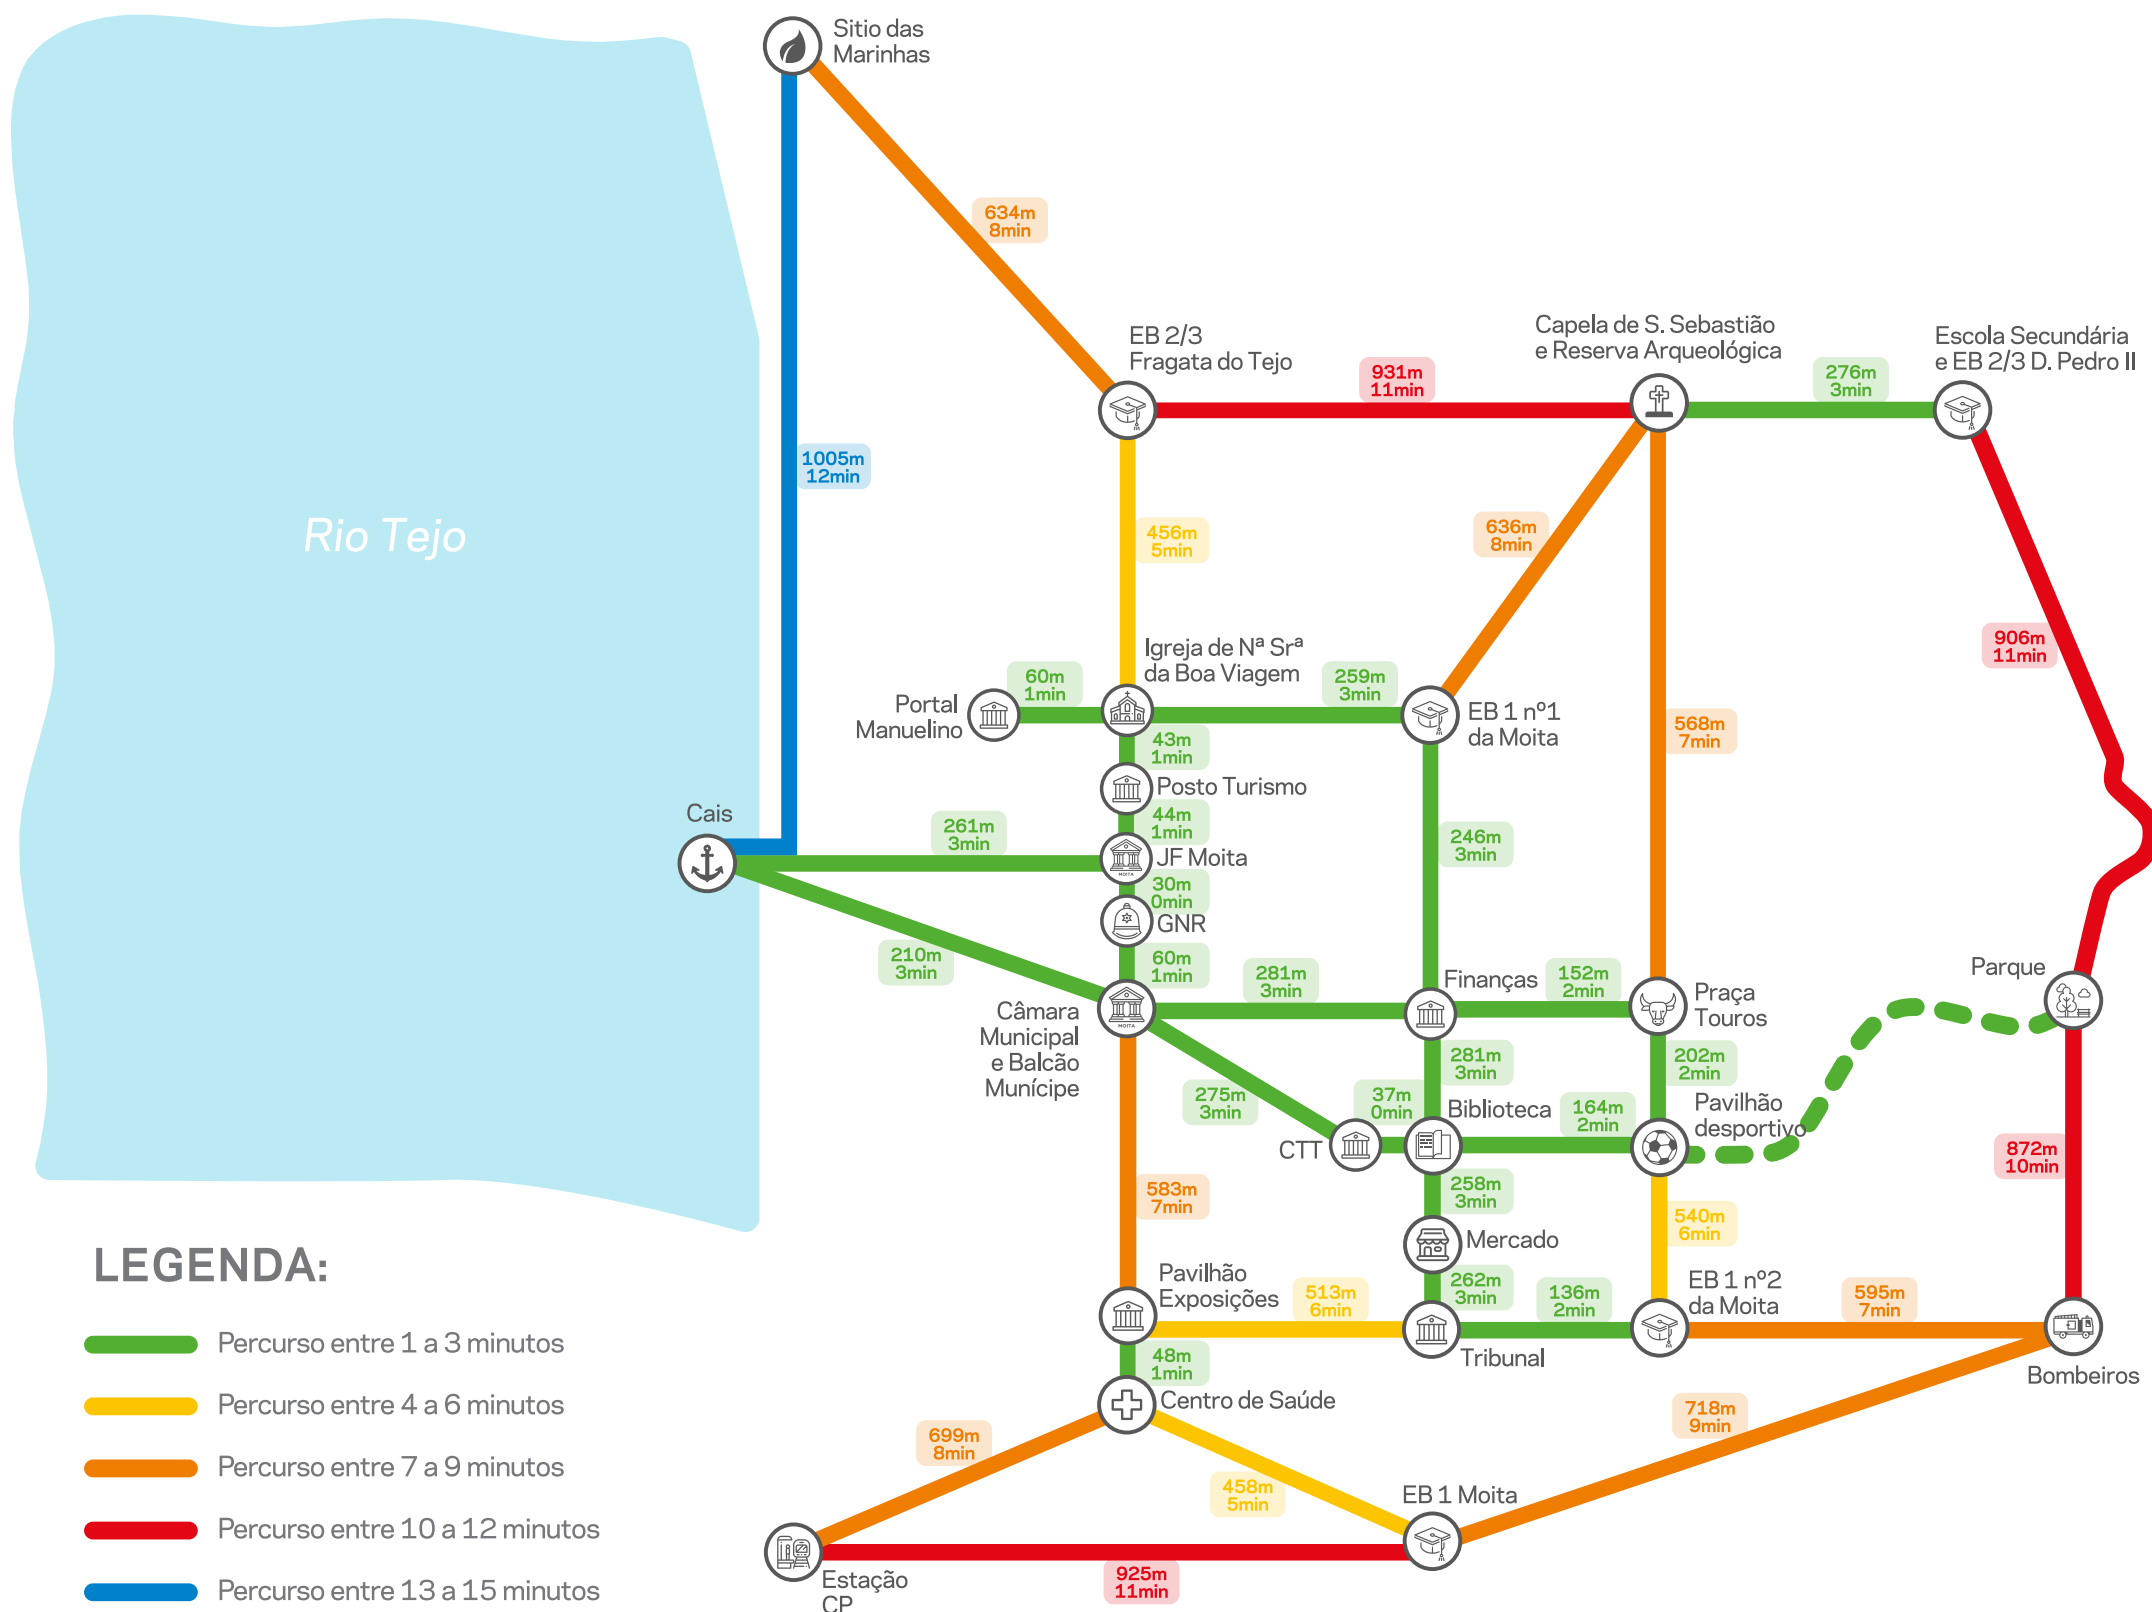 Sitio das
Marinhas
634m
8min
EB 2/3
Fragata do Tejo
Capela de S. Sebastião
e Reserva Arqueológica
Escola Secundária
e EB 2/3 D. Pedro II
931m
11min
276m
3min
1005m
12min
Rio Tejo
456m
5min
636m
8min
906m
11min
Igreja de Nª Srª
da Boa Viagem
60m
1min
259m
3min
Portal
Manuelino
EB 1 nº1
da Moita
568m
7min
43m
1min
Posto Turismo
Cais
261m
3min
44m
1min
246m
3min
JF Moita
MOITA
30m
0min
GNR
210m
3min
60m
1min
281m
3min
Finanças
152m
2min
Parque
Praça
Touros
Câmara
Municipal
e Balcão
Munícipe
MOITA
281m
3min
202m
2min
275m
3min
37m
0min
Biblioteca
164m
2min
Pavilhão
desportivo
CTT
872m
10min
583m
7min
258m
3min
540m
6min
Mercado
LEGENDA:
Pavilhão
Exposições
513m
6min
262m
3min
136m
2min
EB 1 nº2
da Moita
595m
7min
Percurso entre 1 a 3 minutos
48m
1min
Tribunal
Bombeiros
Percurso entre 4 a 6 minutos
Centro de Saúde
699m
8min
718m
9min
Percurso entre 7 a 9 minutos
458m
5min
EB 1 Moita
Percurso entre 10 a 12 minutos
925m
11min
Estação
CP
Percurso entre 13 a 15 minutos